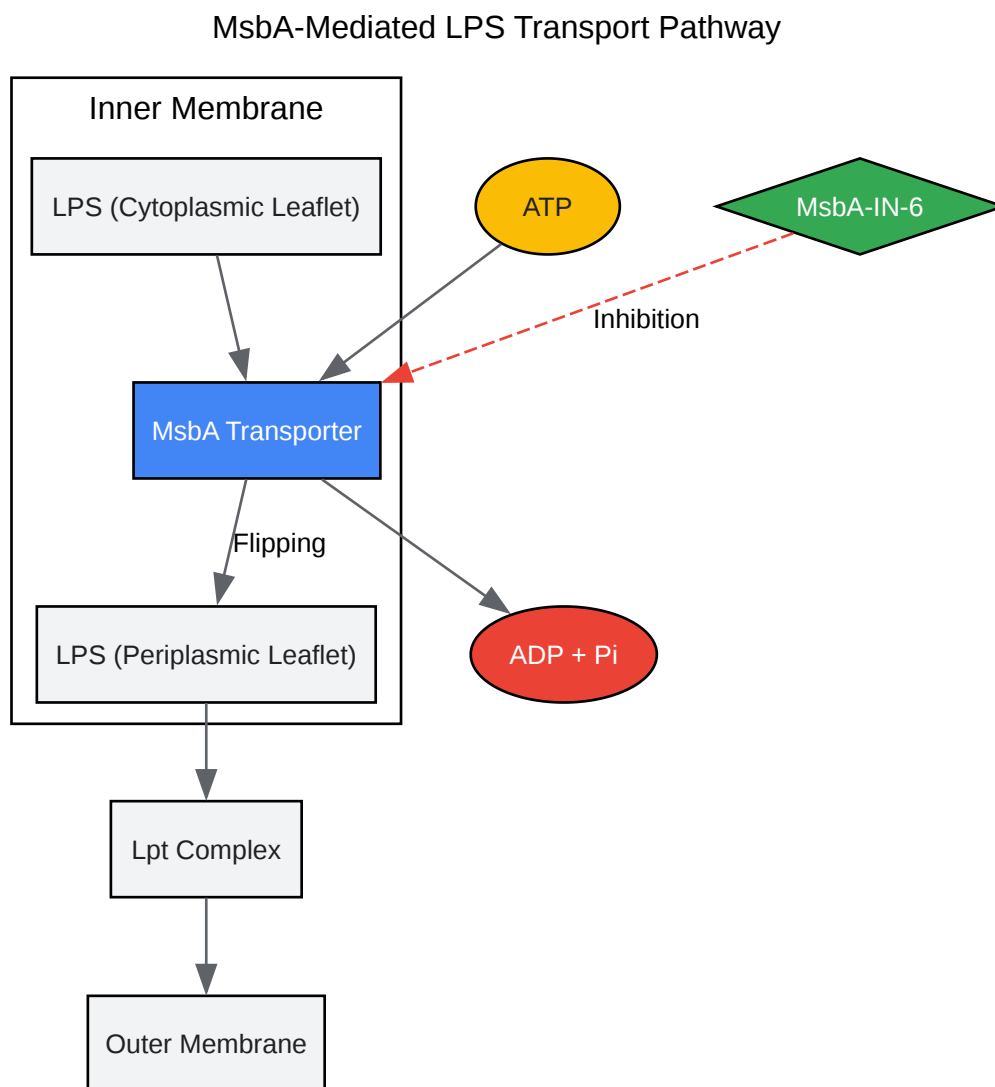 MsbA-Mediated LPS Transport Pathway
Inner Membrane
LPS (Cytoplasmic Leaflet)
ATP
MsbA-IN-6
Inhibition
MsbA Transporter
Flipping
LPS (Periplasmic Leaflet)
ADP + Pi
Lpt Complex
Outer Membrane